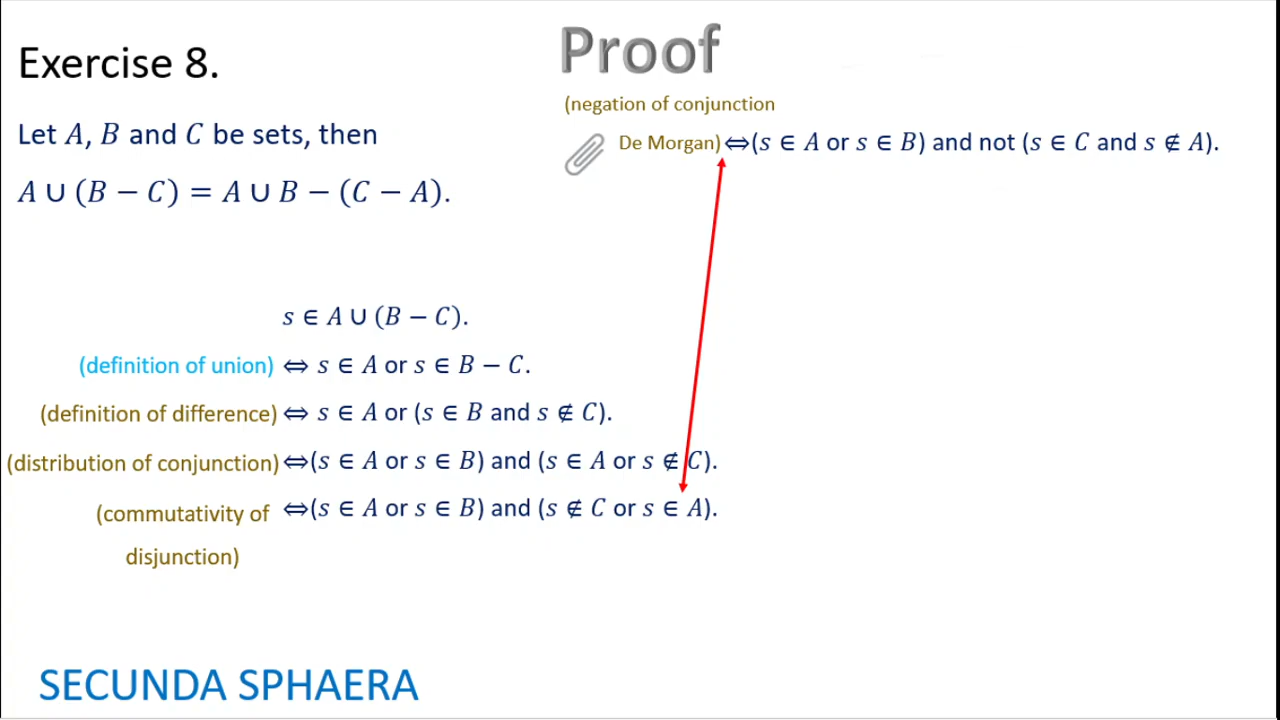 Exercise 8.
Let A, B and C be sets, then
A ∪ (B − C) = A ∪ B − (C − A).
s ∈ A ∪ (B − C).
(definition of union) ⇔ s ∈ A or s ∈ B − C.
(definition of difference) ⇔ s ∈ A or (s ∈ B and s ∉ C).
(distribution of conjunction) ⇔(s ∈ A or s ∈ B) and (s ∈ A or s ∉ C).
(commutativity of ⇔(s ∈ A or s ∈ B) and (s ∉ C or s ∈ A).
disjunction)
Proof
(negation of conjunction
De Morgan) ⇔(s ∈ A or s ∈ B) and not (s ∈ C and s ∉ A).
SECUNDA SPHAERA